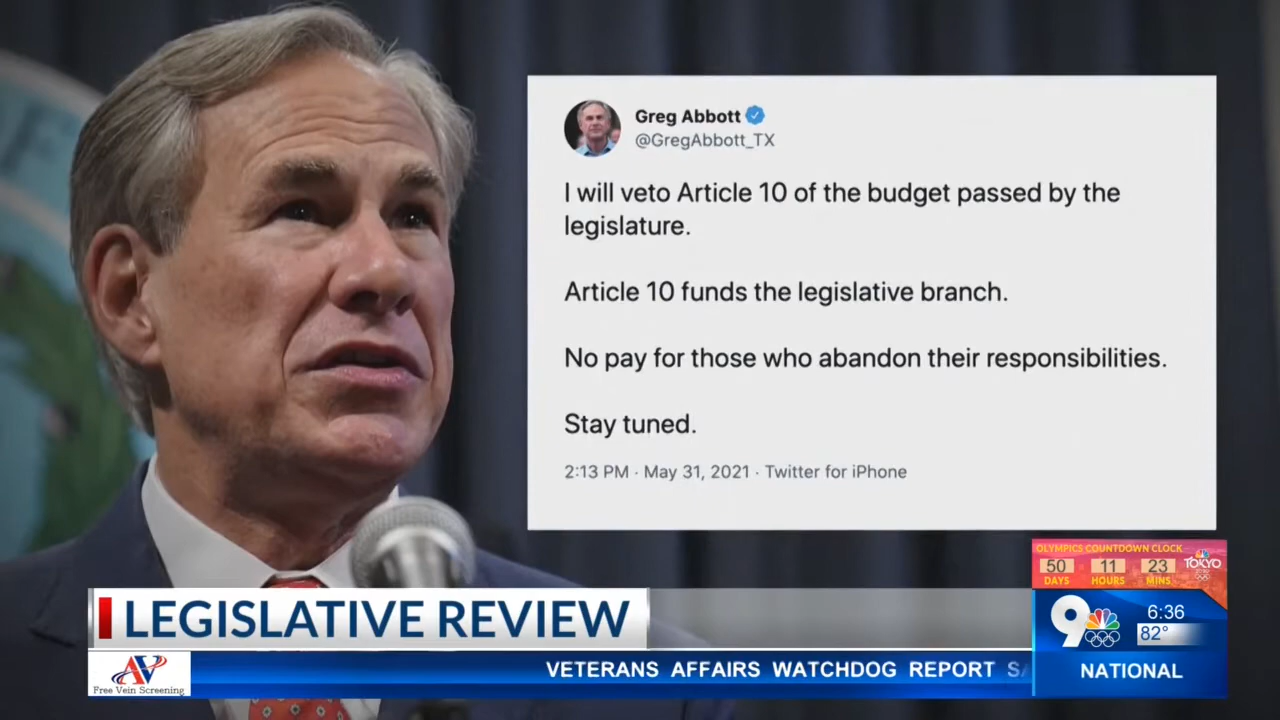 Greg Abbott
@GregAbbott_TX
I will veto Article 10 of the budget passed by the
legislature.
Article 10 funds the legislative branch.
No pay for those who abandon their responsibilities.
Stay tuned.
2:13 PM · May 31, 2021 · Twitter for iPhone
OLYMPICS COUNTDOWN CLOCK
50 11 23
DAYS HOURS MINS
TOKYO
LEGISLATIVE REVIEW
9
6:36
82°
AV
Free Vein Screening
VETERANS AFFAIRS WATCHDOG REPORT
NATIONAL